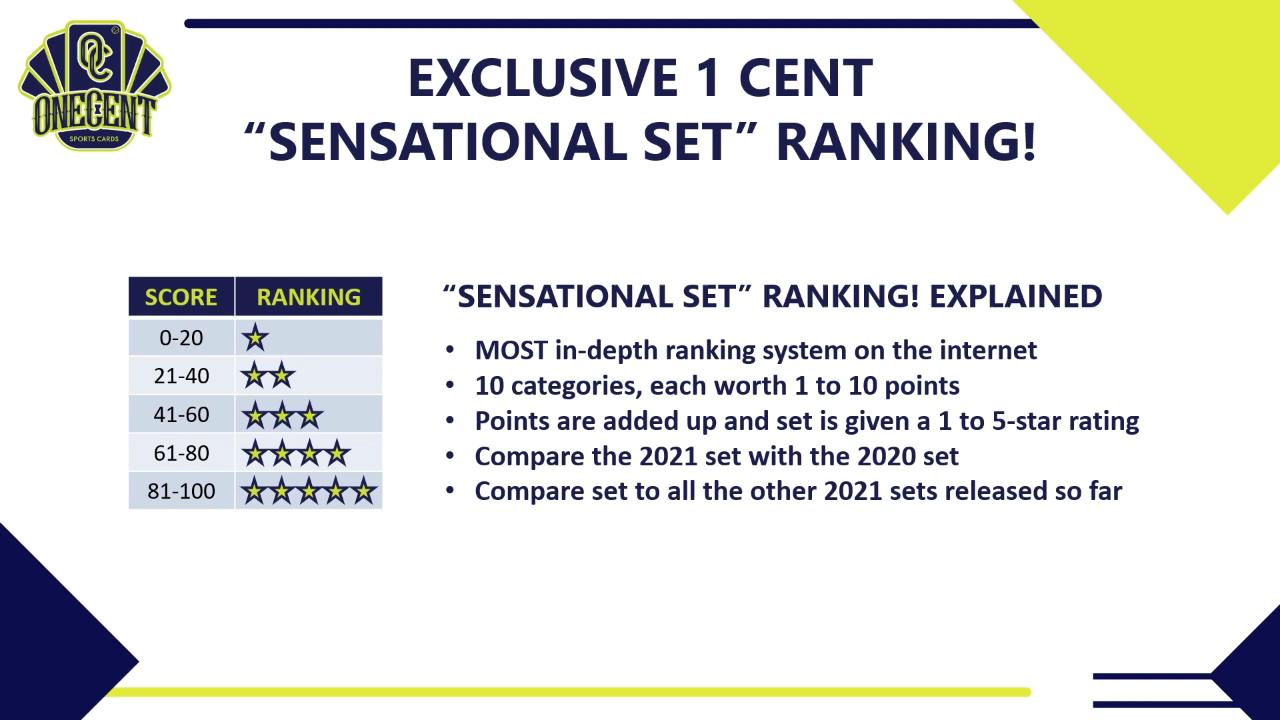 OC
ONECENT
SPORTS CARDS
EXCLUSIVE 1 CENT
“SENSATIONAL SET” RANKING!
SCORE RANKING
0-20
21-40
41-60
61-80
81-100
“SENSATIONAL SET” RANKING! EXPLAINED
• MOST in-depth ranking system on the internet
• 10 categories, each worth 1 to 10 points
• Points are added up and set is given a 1 to 5-star rating
• Compare the 2021 set with the 2020 set
• Compare set to all the other 2021 sets released so far